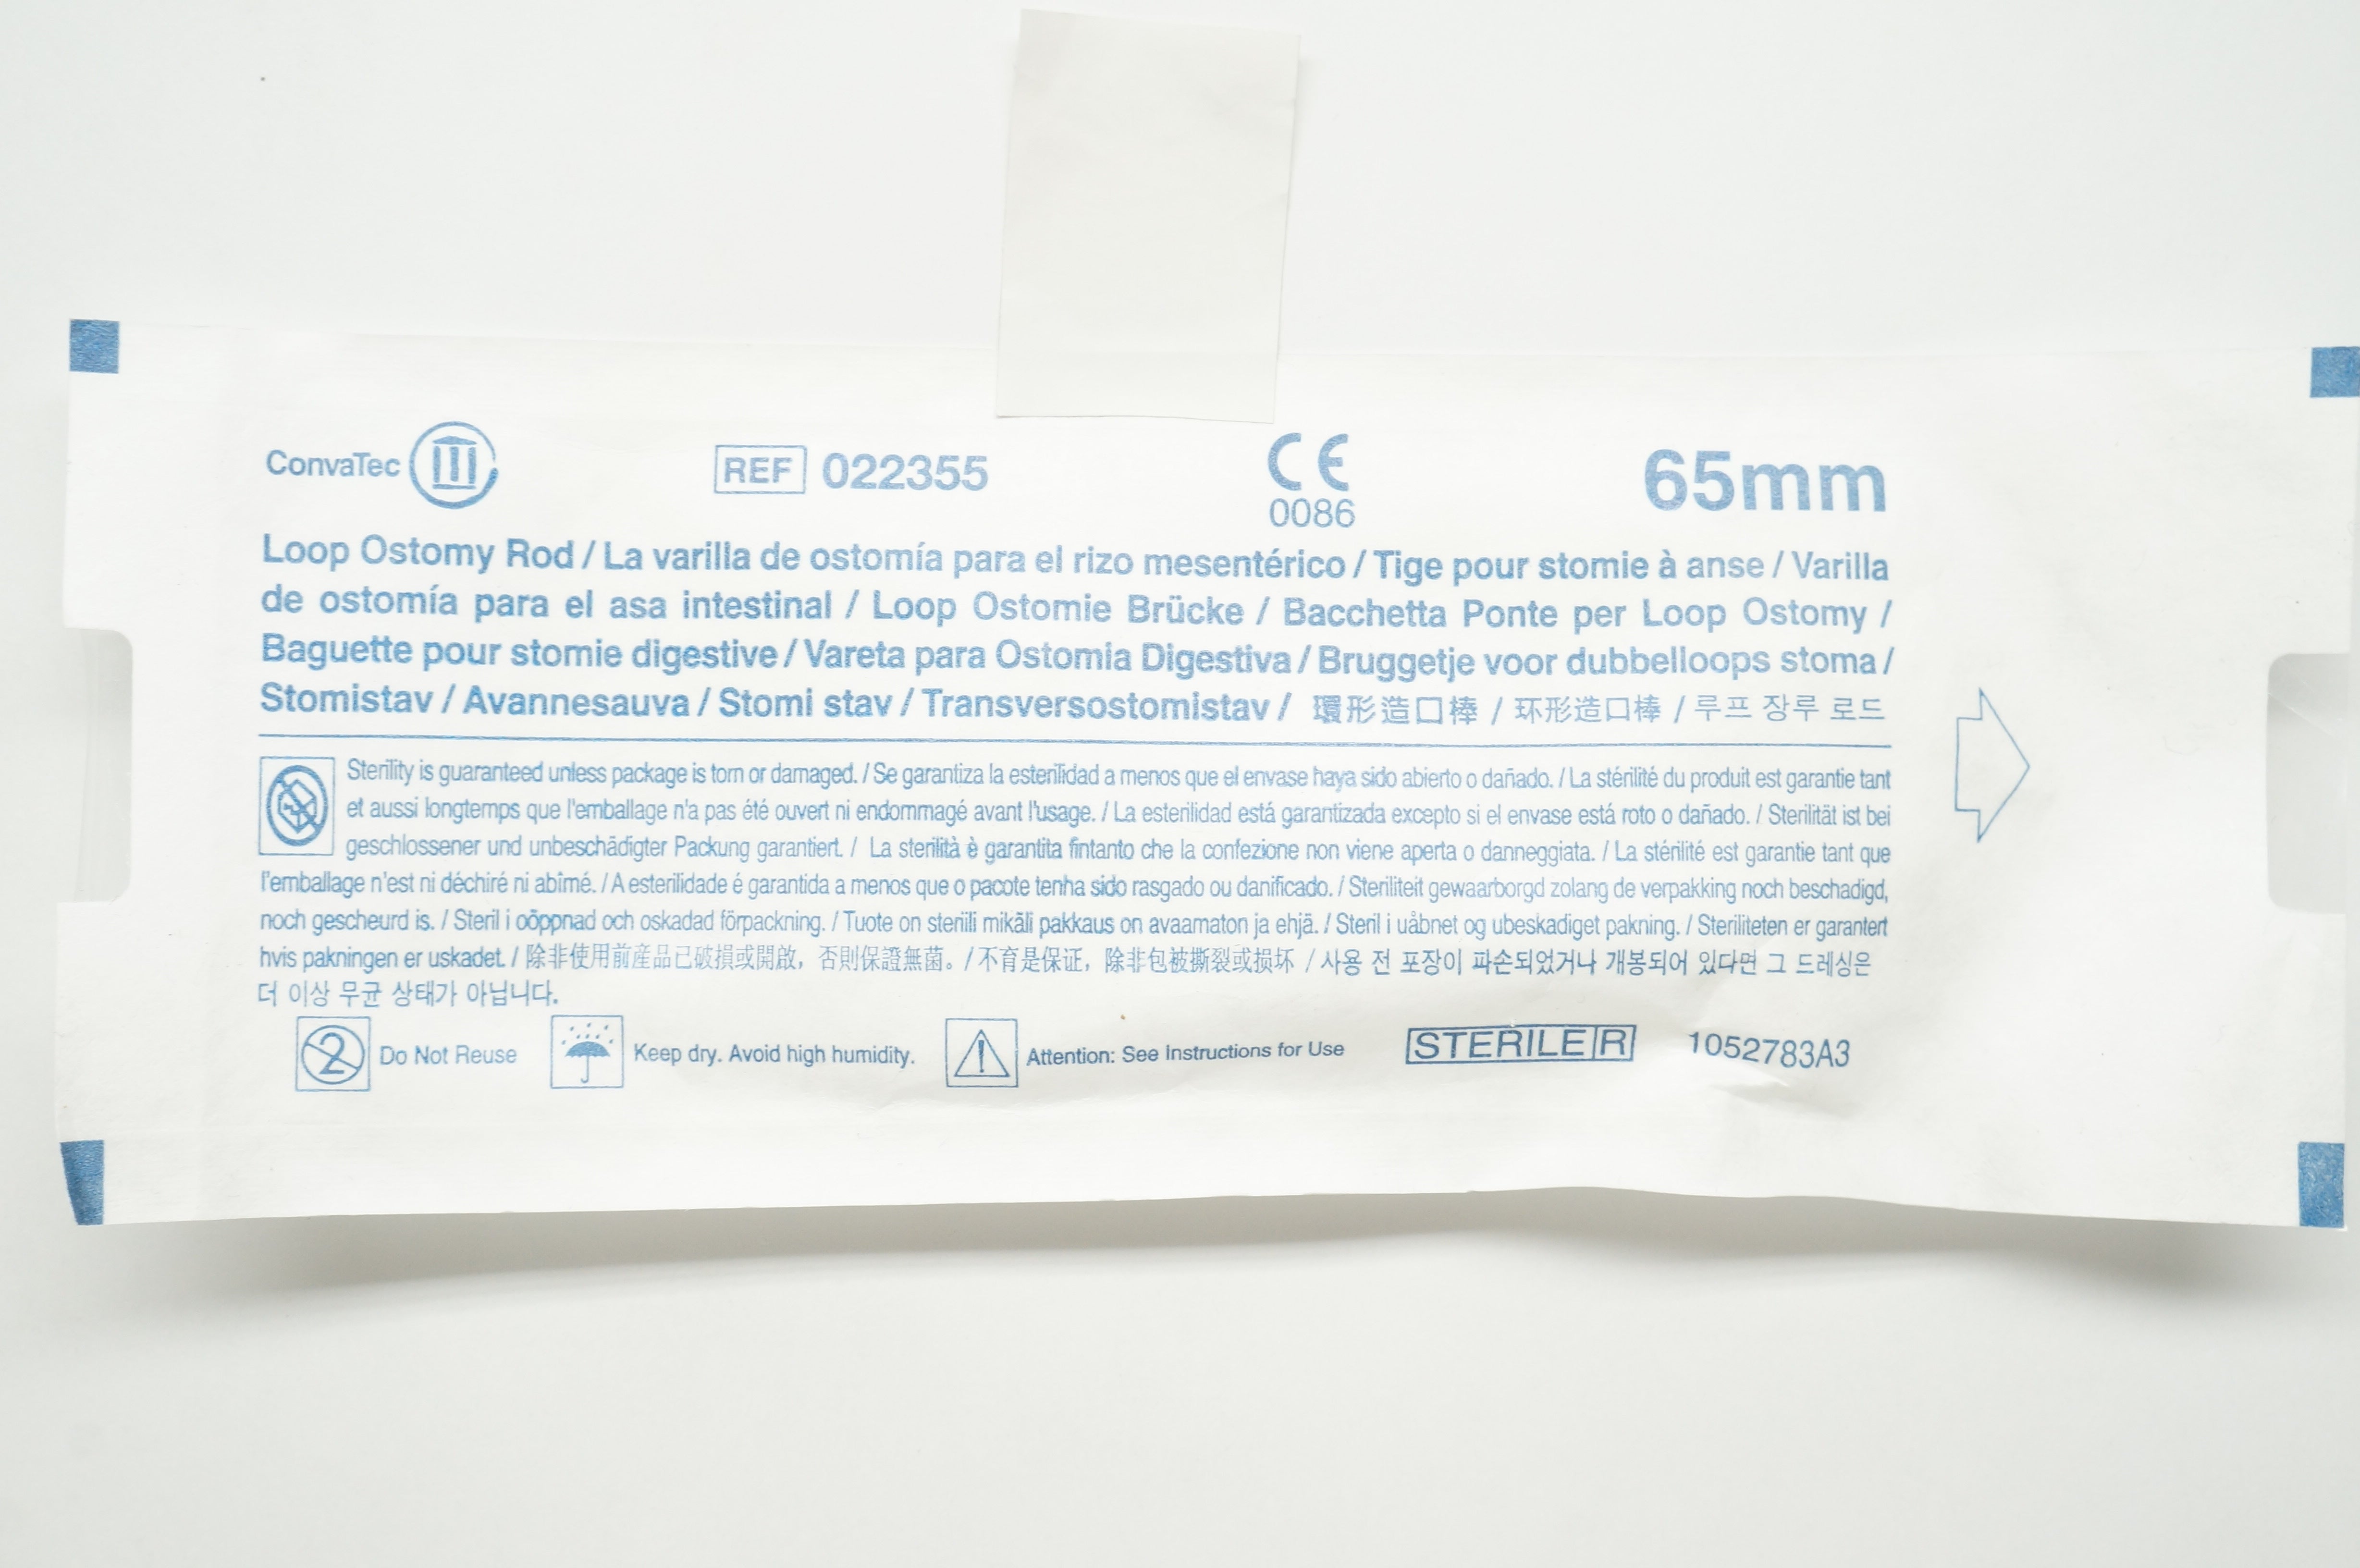 ConvaTec REF 022355 CE 0086 65mm
Loop Ostomy Rod / La varilla de ostomía para el rizo mesentérico / Tige pour stomie à anse / Varilla
de ostomía para el asa intestinal / Loop Ostomie Brücke / Bacchetta Ponte per Loop Ostomy /
Baguette pour stomie digestive / Vareta para Ostomia Digestiva / Bruggetje voor dubbelloops stoma /
Stomistav / Avannesauva / Stomi stav / Transversostomistav / 環形造口棒 / 环形造口棒 / 루프 장루 로드
Sterility is guaranteed unless package is torn or damaged. / Se garantiza la esterilidad a menos que el envase haya sido abierto o dañado. / La stérilité du produit est garantie tant
et aussi longtemps que l'emballage n'a pas été ouvert ni endommagé avant l'usage. / La esterilidad está garantizada excepto si el envase está roto o dañado. / Sterilität ist bei
geschlossener und unbeschädigter Packung garantiert. / La sterilità è garantita fintanto che la confezione non viene aperta o danneggiata. / La stérilité est garantie tant que
l'emballage n'est ni déchiré ni abîmé. / A esterilidade é garantida a menos que o pacote tenha sido rasgado ou danificado. / Steriliteit gewaarborgd zolang de verpakking noch beschadigd,
noch gescheurd is. / Steril i oöppnad och oskadad förpackning. / Tuote on steriili mikäli pakkaus on avaamaton ja ehjä. / Steril i uåbnet og ubeskadiget pakning. / Steriliteten er garantert
hvis pakningen er uskadet. / 除非使用前產品已破損或開啟，否則保證無菌。/ 不育是保证，除非包被撕裂或损坏 / 사용 전 포장이 파손되었거나 개봉되어 있다면 그 드레싱은
더 이상 무균 상태가 아닙니다.
2 Do Not Reuse Keep dry. Avoid high humidity. ! Attention: See Instructions for Use STERILE R 1052783A3